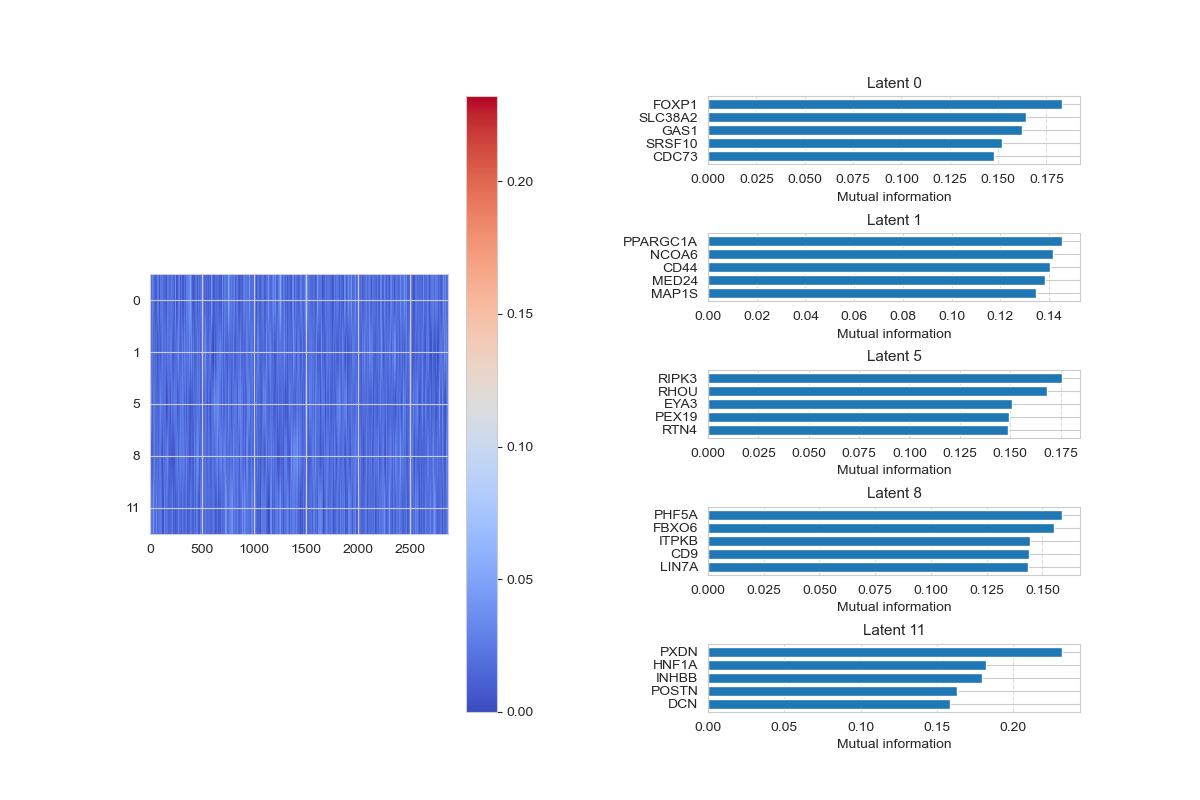 0
1
5
8
11
0 500 1000 1500 2000 2500
0.20
0.15
0.10
0.05
0.00
Latent 0
FOXP1
SLC38A2
GAS1
SRSF10
CDC73
0.000 0.025 0.050 0.075 0.100 0.125 0.150 0.175
Mutual information
Latent 1
PPARGC1A
NCOA6
CD44
MED24
MAP1S
0.00 0.02 0.04 0.06 0.08 0.10 0.12 0.14
Mutual information
Latent 5
RIPK3
RHOU
EYA3
PEX19
RTN4
0.000 0.025 0.050 0.075 0.100 0.125 0.150 0.175
Mutual information
Latent 8
PHF5A
FBXO6
ITPKB
CD9
LIN7A
0.000 0.025 0.050 0.075 0.100 0.125 0.150
Mutual information
Latent 11
PXDN
HNF1A
INHBB
POSTN
DCN
0.00 0.05 0.10 0.15 0.20
Mutual information